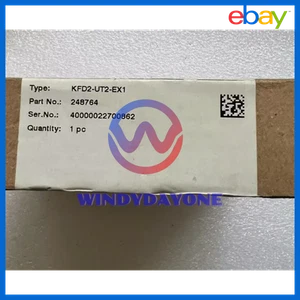 ebay
Type: KFD2-UT2-EX1
Part No.: 248764
Ser.No.: 40000022700862
Quantity: 1 pc
WINDYDAYONE